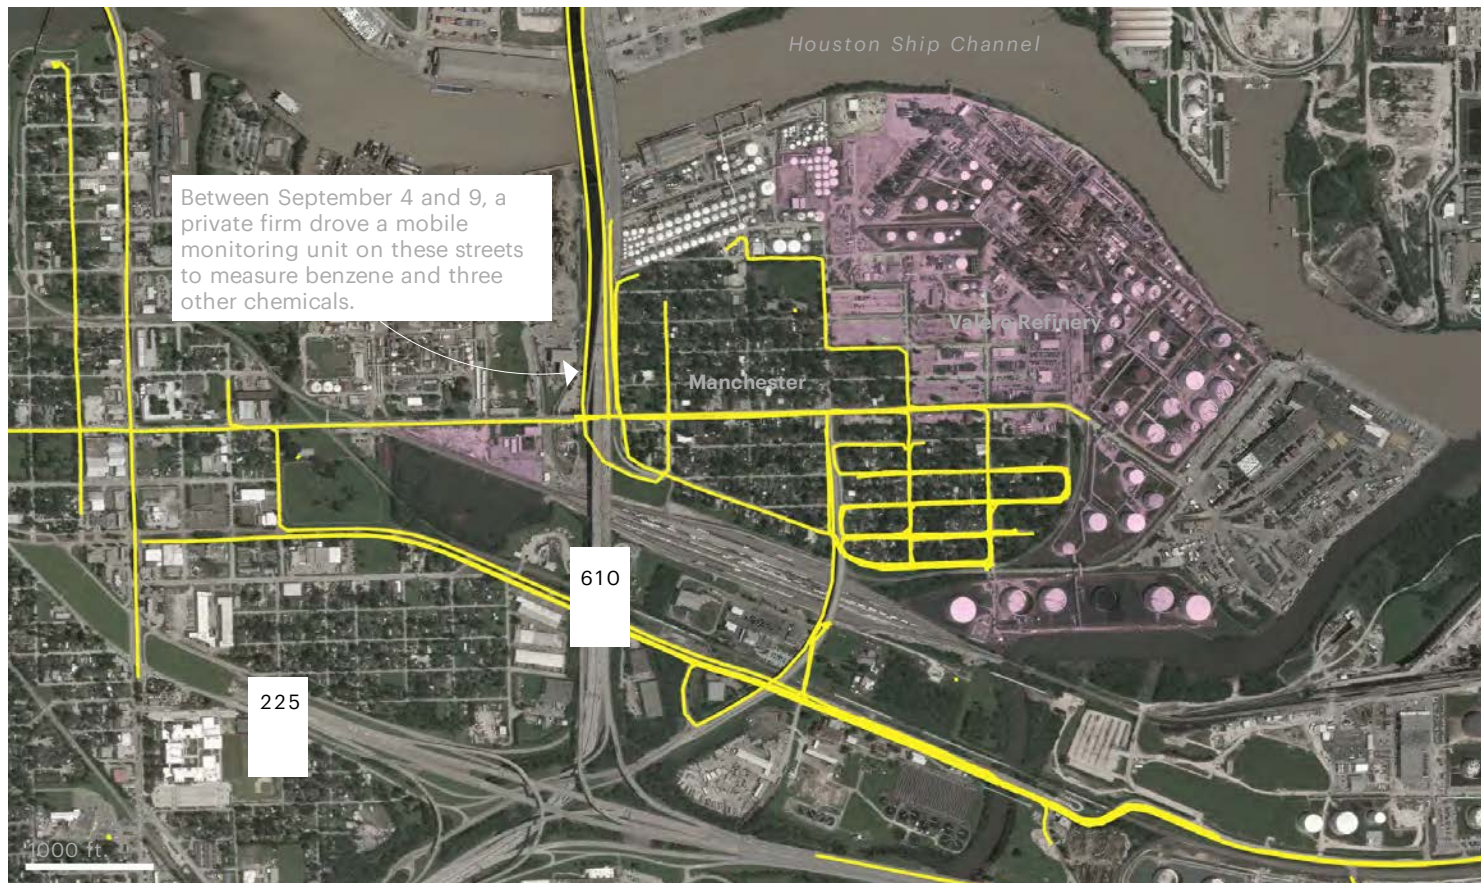 Houston Ship Channel
Between September 4 and 9, a
private firm drove a mobile
monitoring unit on these streets
to measure benzene and three
other chemicals.
Valero Refinery
Manchester
610
225
1000 ft.